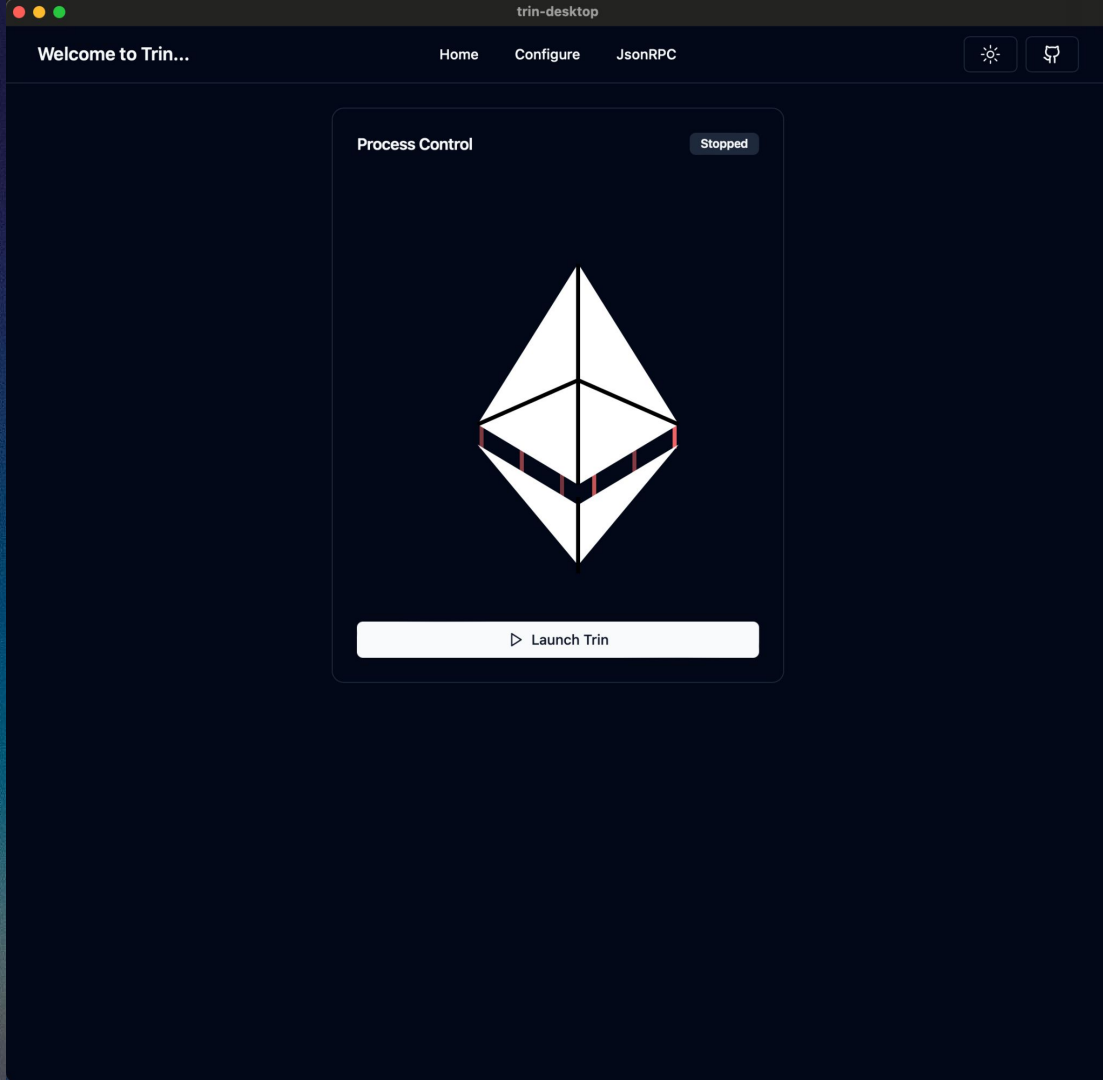 trin-desktop
Welcome to Trin...
Home Configure JsonRPC
Process Control
Stopped
Launch Trin